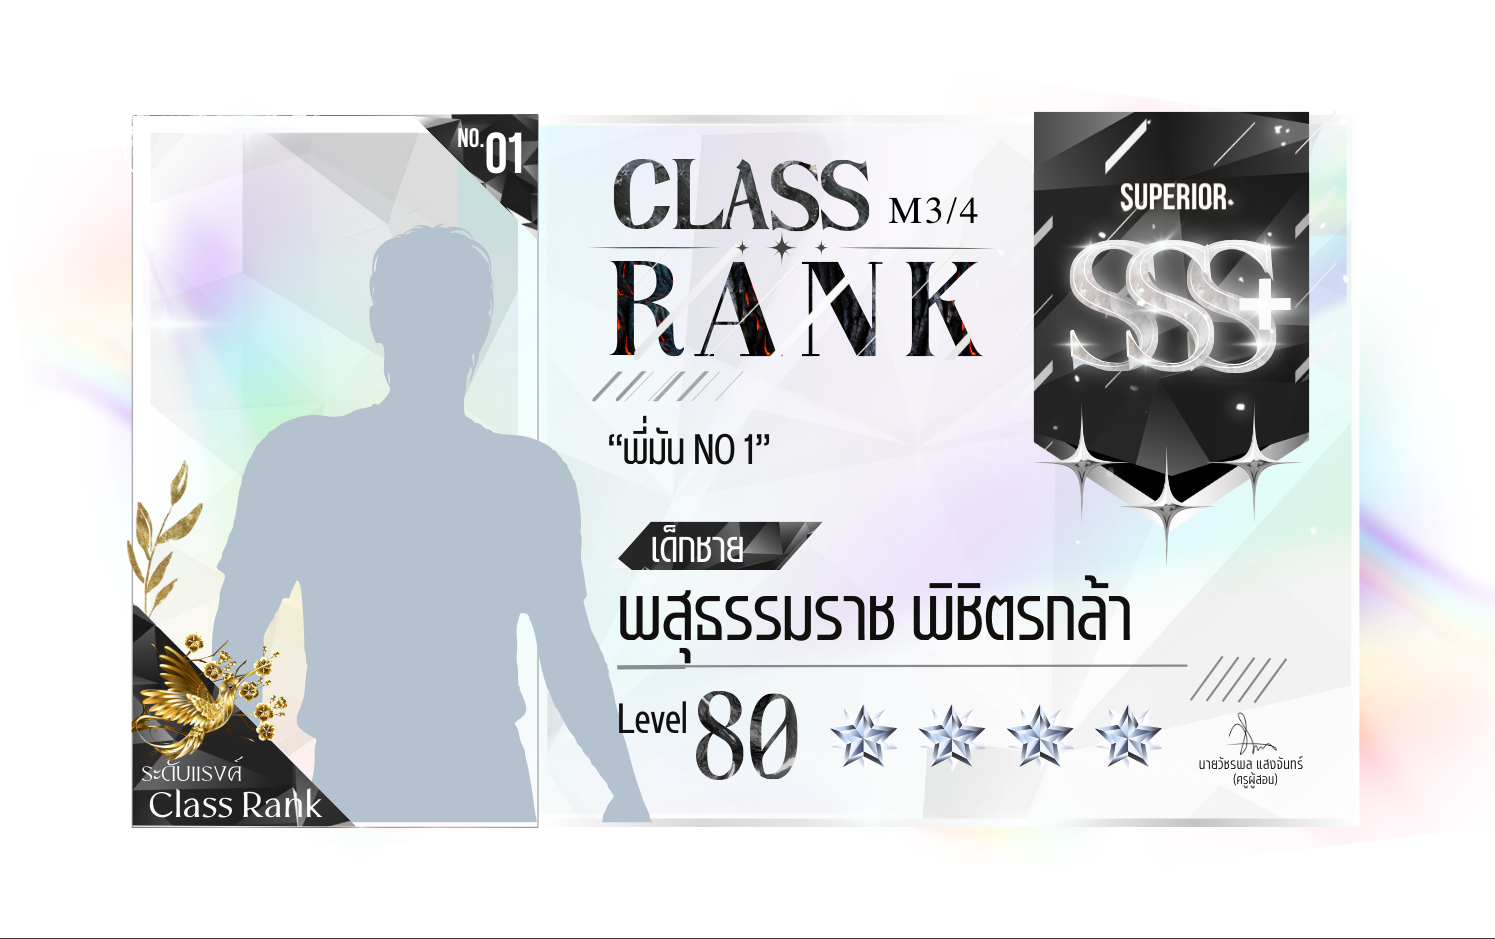 NO. 01
CLASS M3/4
RANK
SUPERIOR
SSS+
“พี่มัน NO 1”
เด็กชาย
พสุธรรมราช พิชิตรกล้า
Level 80
นายวัชรพล แสงจันทร์
(ครูผู้สอน)
ระดับแรงค์
Class Rank